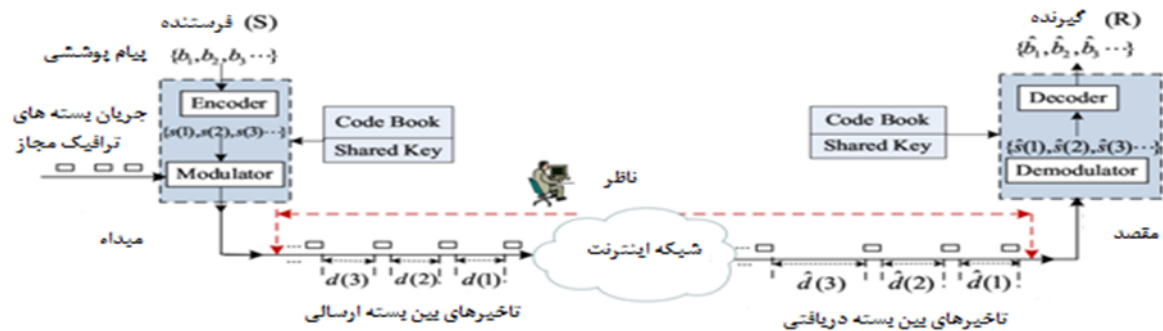 فرستنده (S)
پیام پوششی
{b₁, b₂, b₃ ⋯}
Encoder
جریان بسته های
ترافیک مجاز
{s(1), s(2), s(3)⋯}
Modulator
Code Book
Shared Key
مبداء
...
...
d(3)
d(2)
d(1)
تاخیرهای بین بسته ارسالی
ناظر
شبکه اینترنت
گیرنده (R)
{b̂₁, b̂₂, b̂₃ ⋯}
Decoder
{ŝ(1), ŝ(2), ŝ(3)⋯}
Demodulator
Code Book
Shared Key
مقصد
...
...
d̂(3)
d̂(2)
d̂(1)
تاخیرهای بین بسته دریافتی